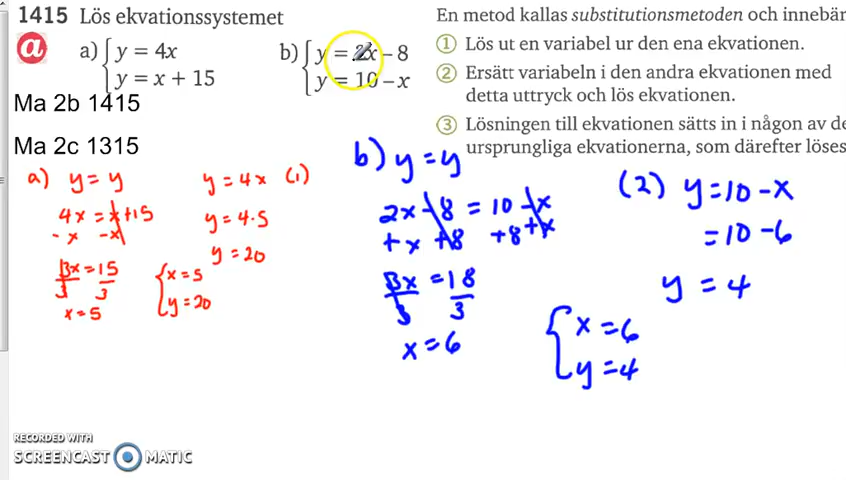 1415 Lös ekvationssystemet
a
a) { y = 4x
y = x + 15
b) { y = 2x – 8
y = 10 – x
En metod kallas substitutionsmetoden och innebär
① Lös ut en variabel ur den ena ekvationen.
② Ersätt variabeln i den andra ekvationen med
detta uttryck och lös ekvationen.
③ Lösningen till ekvationen sätts in i någon av de
ursprungliga ekvationerna, som därefter löses
Ma 2b 1415
Ma 2c 1315
a) y = y
4x = x + 15
-x -x
3x = 15
3 3
x = 5
y = 4x (1)
y = 4·5
y = 20
{ x = 5
y = 20
b) y = y
2x - 8 = 10 - x
+x +8 +8 +x
3x = 18
3 3
x = 6
(2) y = 10 - x
= 10 - 6
y = 4
{ x = 6
y = 4
RECORDED WITH
SCREENCAST MATIC